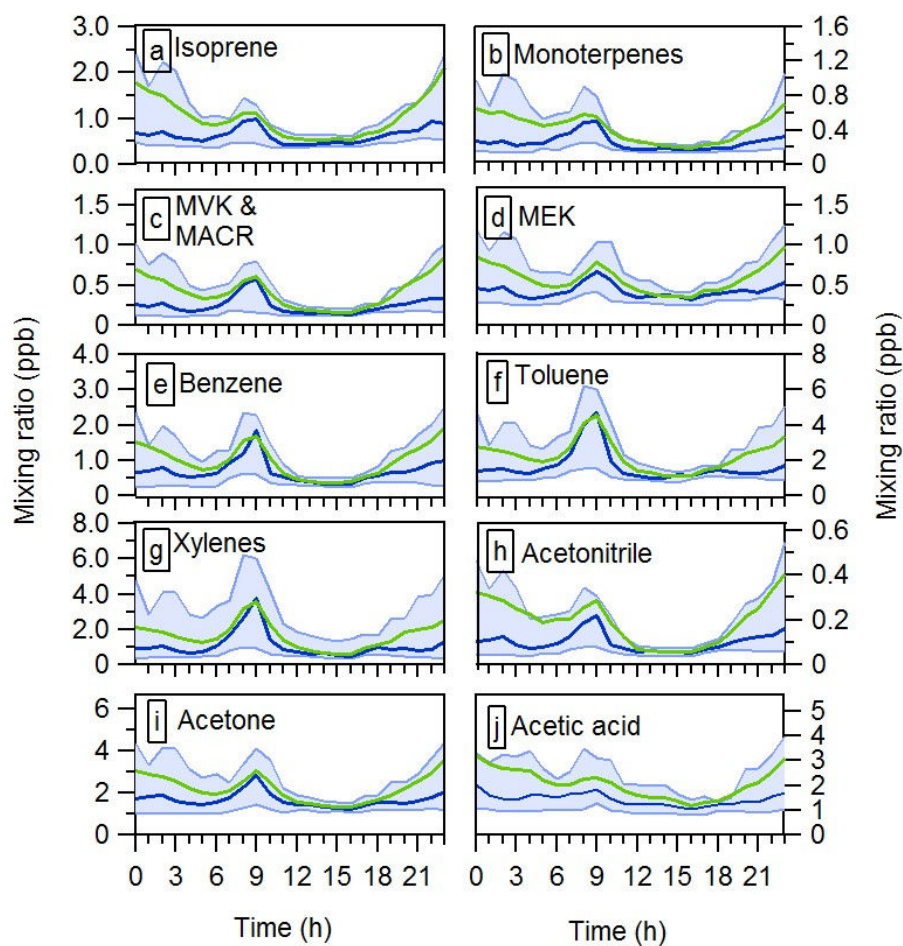 3.0
2.0
1.0
0.0
a Isoprene
b Monoterpenes
1.6
1.2
0.8
0.4
0
1.5
1.0
0.5
0
c MVK &
MACR
d MEK
1.5
1.0
0.5
0
4.0
3.0
2.0
1.0
0
e Benzene
f Toluene
8
6
4
2
0
8.0
6.0
4.0
2.0
0
g Xylenes
h Acetonitrile
0.6
0.4
0.2
0
6
4
2
0
i Acetone
j Acetic acid
5
4
3
2
1
0
0 3 6 9 12 15 18 21
0 3 6 9 12 15 18 21
Time (h)
Time (h)
Mixing ratio (ppb)
Mixing ratio (ppb)